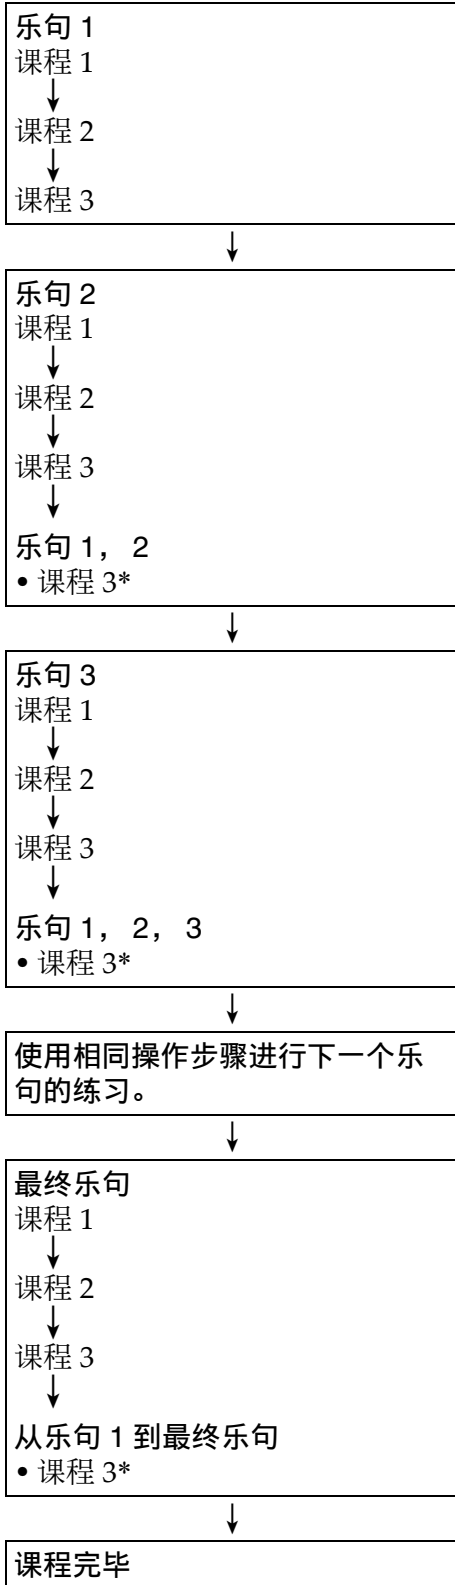 乐句 1
课程 1
课程 2
课程 3
乐句 2
课程 1
课程 2
课程 3
乐句 1， 2
• 课程 3*
乐句 3
课程 1
课程 2
课程 3
乐句 1， 2， 3
• 课程 3*
使用相同操作步骤进行下一个乐
句的练习。
最终乐句
课程 1
课程 2
课程 3
从乐句 1 到最终乐句
• 课程 3*
课程完毕